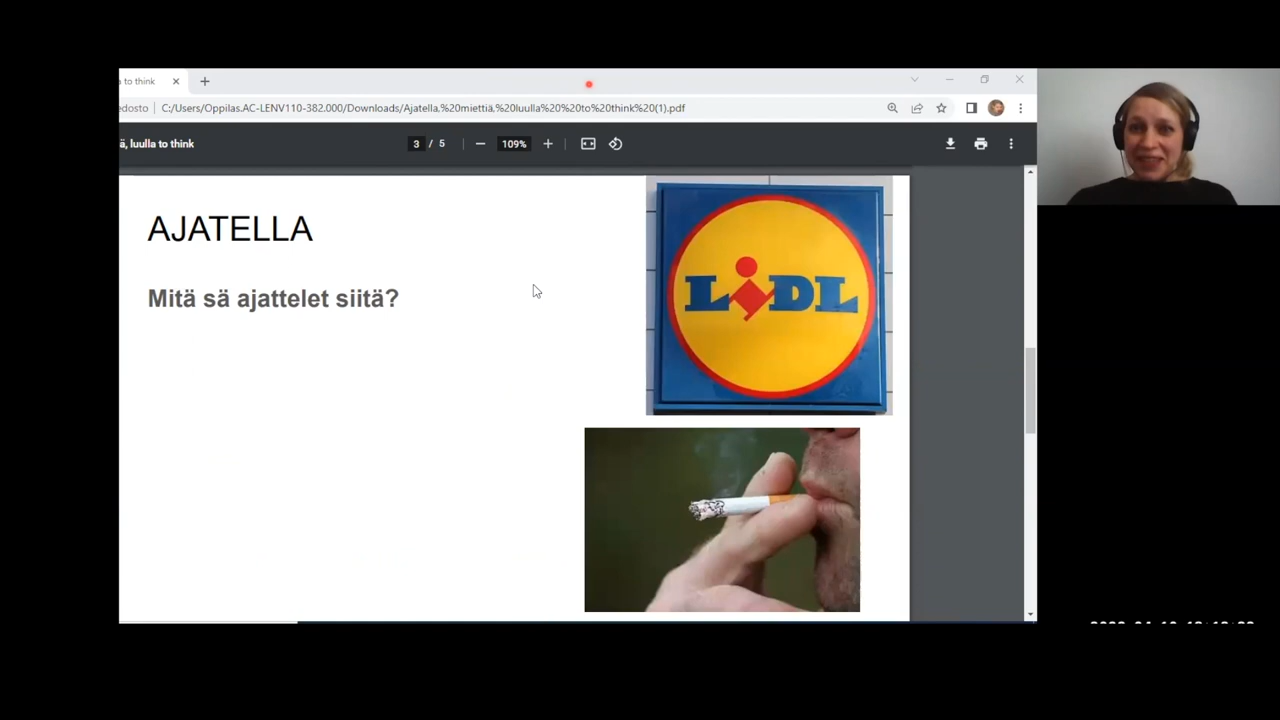 a to think
edosto
C:/Users/Oppilas.AC-LENV110-382.000/Downloads/Ajatella,%20miettiä,%20luulla%20%20to%20think%20(1).pdf
ä, luulla to think
3 / 5
109%
AJATELLA
Mitä sä ajattelet siitä?
LIDL